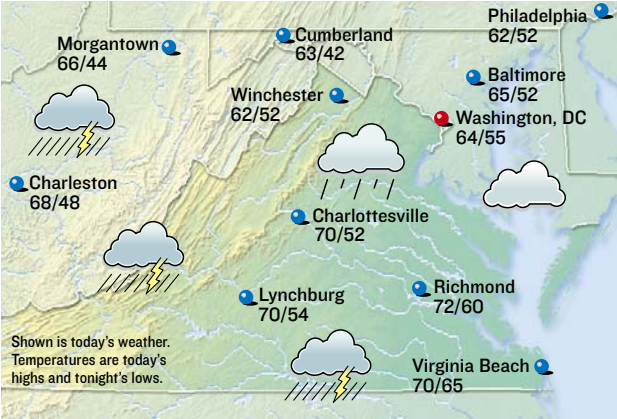 Philadelphia
62/52
Morgantown
66/44
Cumberland
63/42
Baltimore
65/52
Winchester
62/52
Washington, DC
64/55
Charleston
68/48
Charlottesville
70/52
Lynchburg
70/54
Richmond
72/60
Shown is today's weather.
Temperatures are today's
highs and tonight's lows.
Virginia Beach
70/65